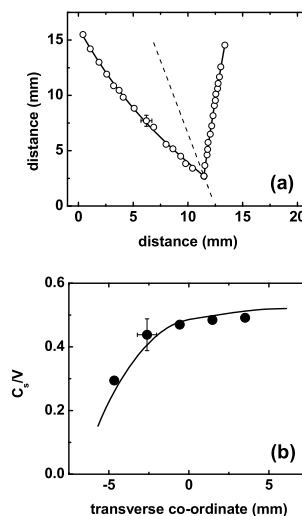 15
10
5
0
distance (mm)
0 5 10 15 20
distance (mm)
(a)
0.6
0.4
0.2
0.0
C_s/V
-5 0 5
transverse co-ordinate (mm)
(b)